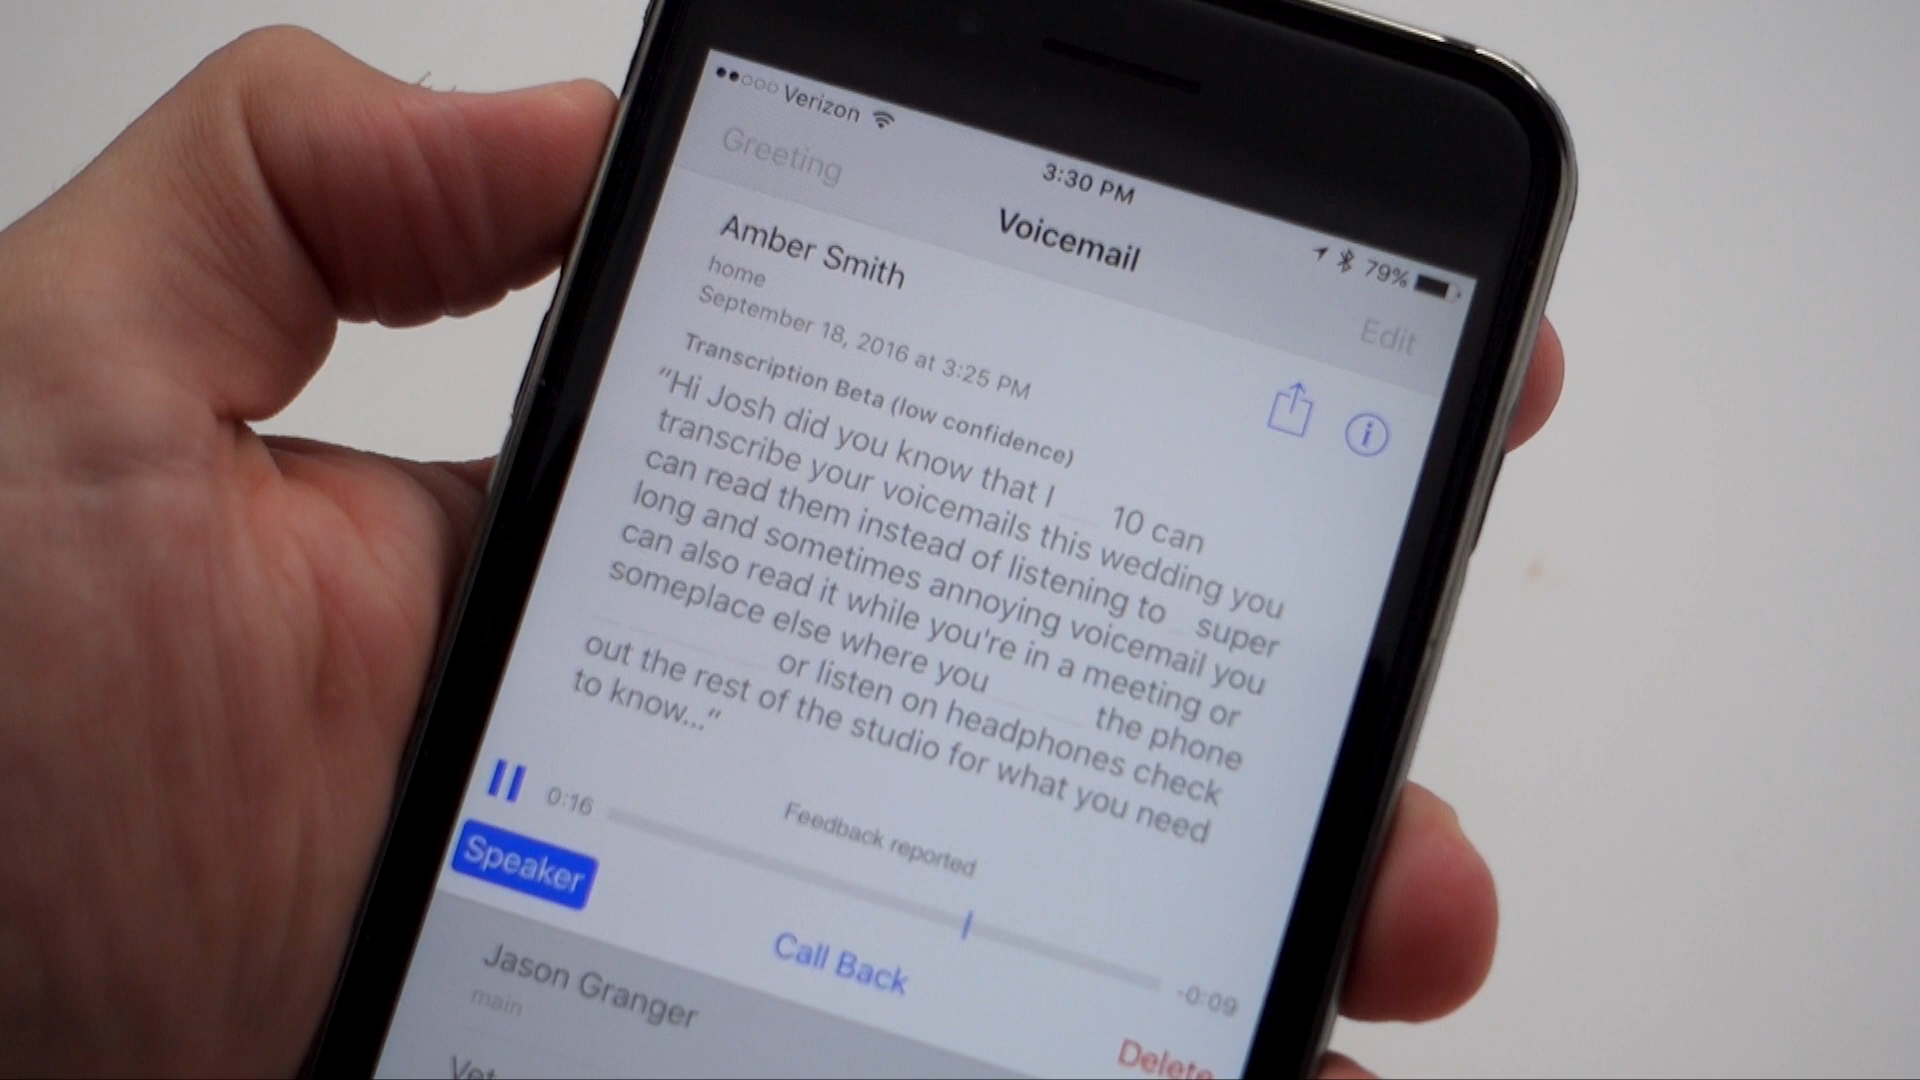 Verizon
3:30 PM
79%
Greeting
Voicemail
Edit
Amber Smith
home
September 18, 2016 at 3:25 PM
Transcription Beta (low confidence)
"Hi Josh did you know that I ___ 10 can
transcribe your voicemails this wedding you
can read them instead of listening to _ super
long and sometimes annoying voicemail you
can also read it while you're in a meeting or
someplace else where you ______ the phone
__________ or listen on headphones check
out the rest of the studio for what you need
to know..."
Feedback reported
0:16
-0:09
Speaker
Call Back
Delete
Jason Granger
main
Vet